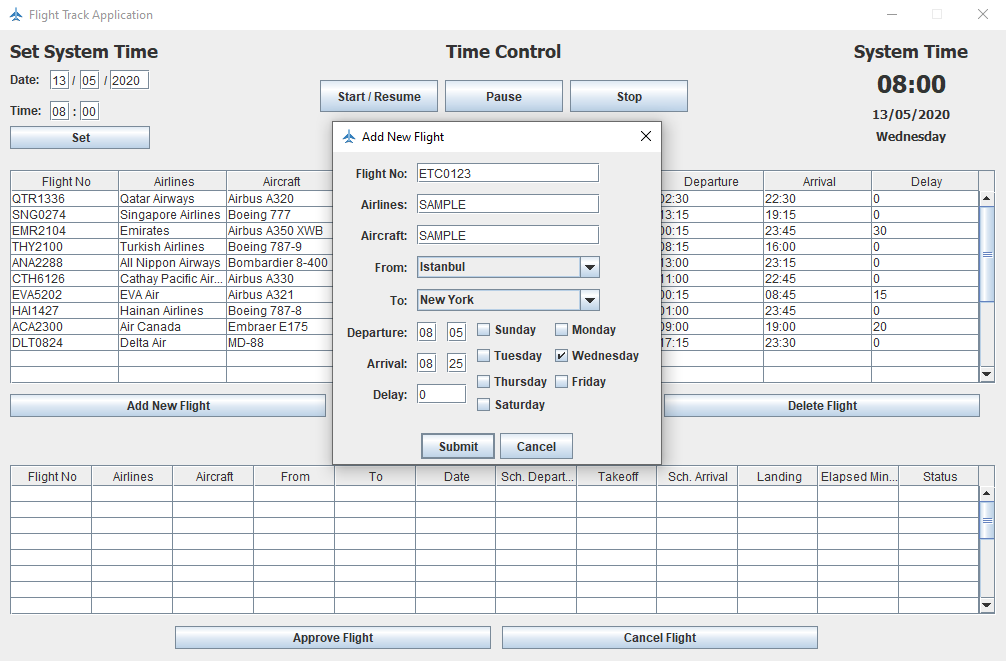 Flight Track Application
Set System Time
Time Control
System Time
Date: 13 / 05 / 2020
08:00
Start / Resume Pause Stop
Time: 08 : 00
13/05/2020
Set
Wednesday
Add New Flight
Flight No: ETC0123
Airlines: SAMPLE
Aircraft: SAMPLE
From: Istanbul
To: New York
Departure: 08 05
Arrival: 08 25
Delay: 0
Sunday Monday
Tuesday Wednesday
Thursday Friday
Saturday
Submit Cancel
Flight No Airlines Aircraft Departure Arrival Delay
QTR1336 Qatar Airways Airbus A320 02:30 22:30 0
SNG0274 Singapore Airlines Boeing 777 13:15 19:15 0
EMR2104 Emirates Airbus A350 XWB 00:15 23:45 30
THY2100 Turkish Airlines Boeing 787-9 08:15 16:00 0
ANA2288 All Nippon Airways Bombardier 8-400 13:00 23:15 0
CTH6126 Cathay Pacific Air... Airbus A330 11:00 22:45 0
EVA5202 EVA Air Airbus A321 00:15 08:45 15
HAI1427 Hainan Airlines Boeing 787-8 01:00 23:45 0
ACA2300 Air Canada Embraer E175 09:00 19:00 20
DLT0824 Delta Air MD-88 17:15 23:30 0
Add New Flight
Delete Flight
Flight No Airlines Aircraft From To Date Sch. Depart... Takeoff Sch. Arrival Landing Elapsed Min... Status
Approve Flight Cancel Flight